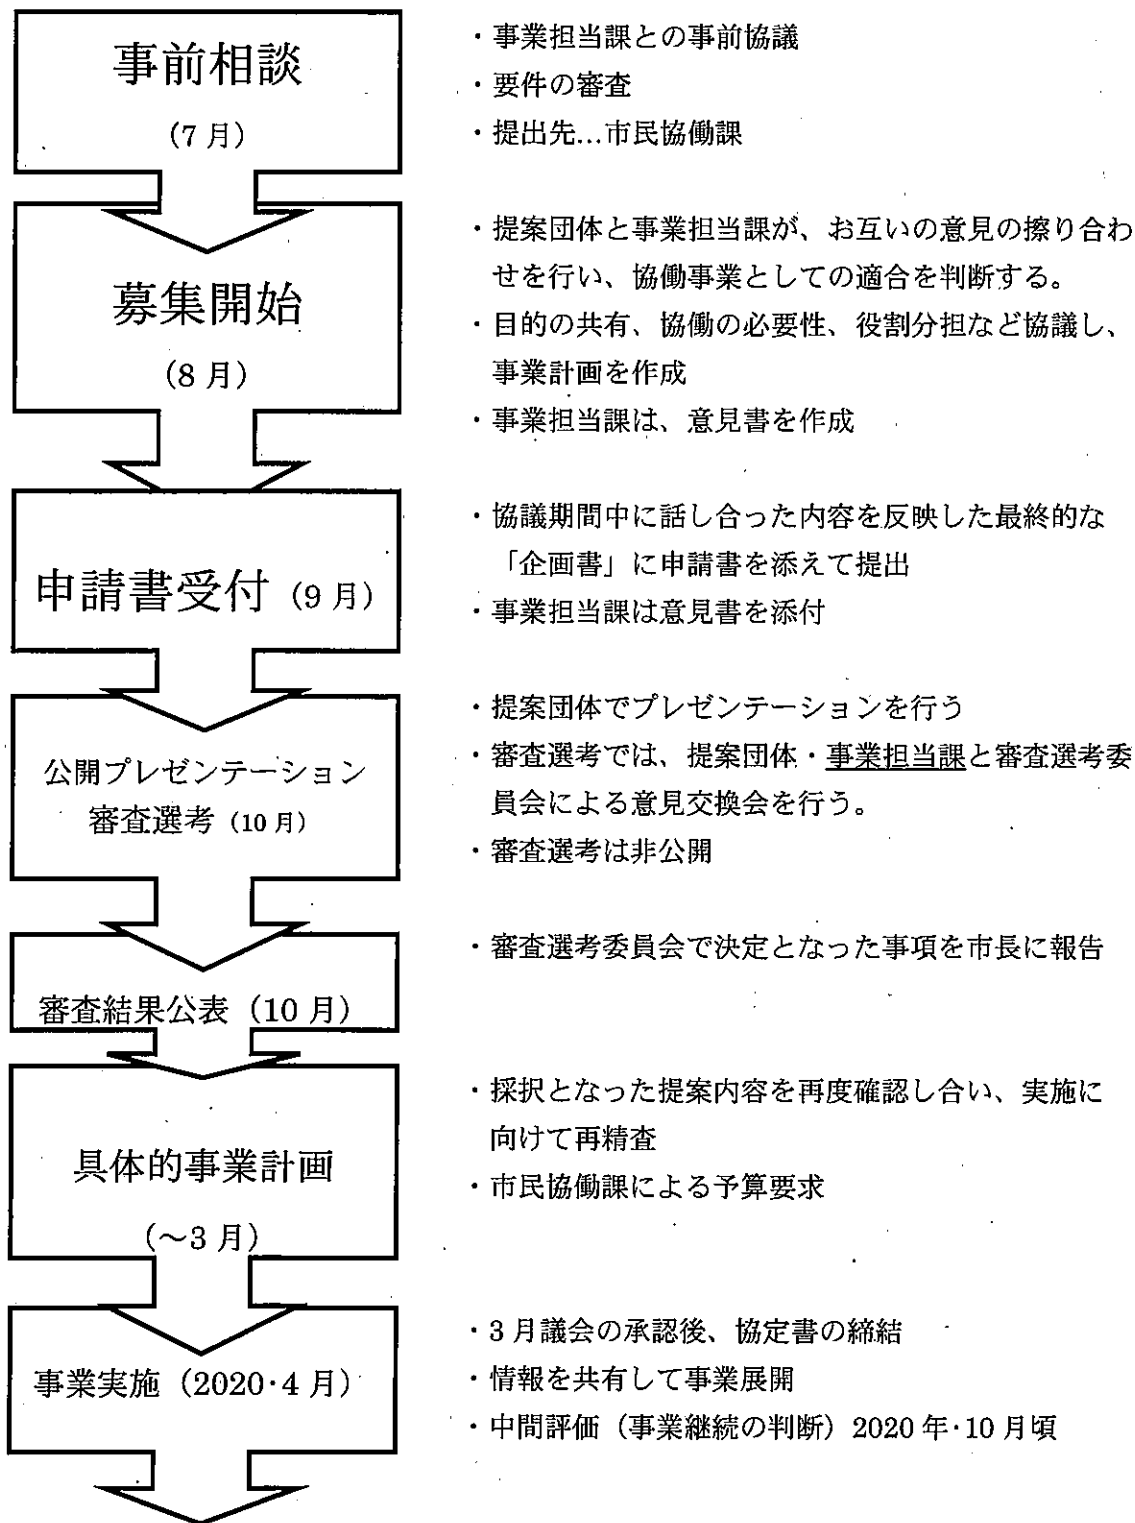 事前相談
(7月)
・事業担当課との事前協議
・要件の審査
・提出先…市民協働課
募集開始
(8月)
・提案団体と事業担当課が、お互いの意見の擦り合わ
せを行い、協働事業としての適合を判断する。
・目的の共有、協働の必要性、役割分担など協議し、
事業計画を作成
・事業担当課は、意見書を作成
申請書受付 (9月)
・協議期間中に話し合った内容を反映した最終的な
「企画書」に申請書を添えて提出
・事業担当課は意見書を添付
公開プレゼンテーション
審査選考 (10月)
・提案団体でプレゼンテーションを行う
・審査選考では、提案団体・事業担当課と審査選考委
員会による意見交換会を行う。
・審査選考は非公開
審査結果公表 (10月)
・審査選考委員会で決定となった事項を市長に報告
具体的事業計画
(~3月)
・採択となった提案内容を再度確認し合い、実施に
向けて再精査
・市民協働課による予算要求
事業実施 (2020・4月)
・3月議会の承認後、協定書の締結
・情報を共有して事業展開
・中間評価(事業継続の判断)2020年・10月頃